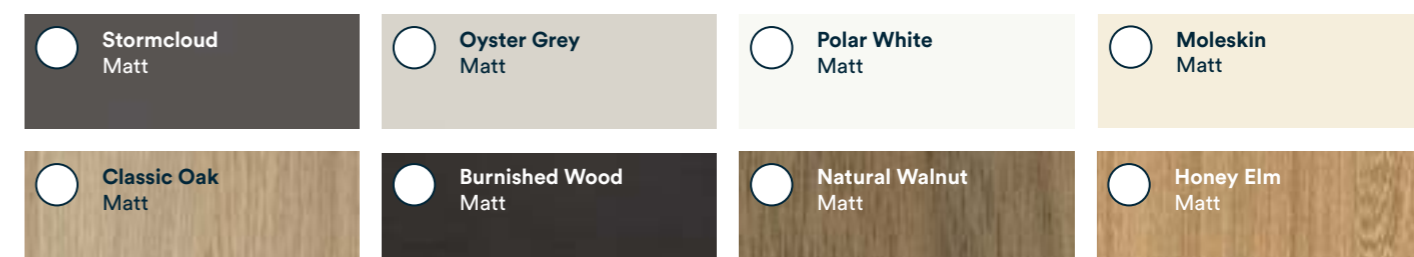 Stormcloud
Matt
Oyster Grey
Matt
Polar White
Matt
Moleskin
Matt
Classic Oak
Matt
Burnished Wood
Matt
Natural Walnut
Matt
Honey Elm
Matt